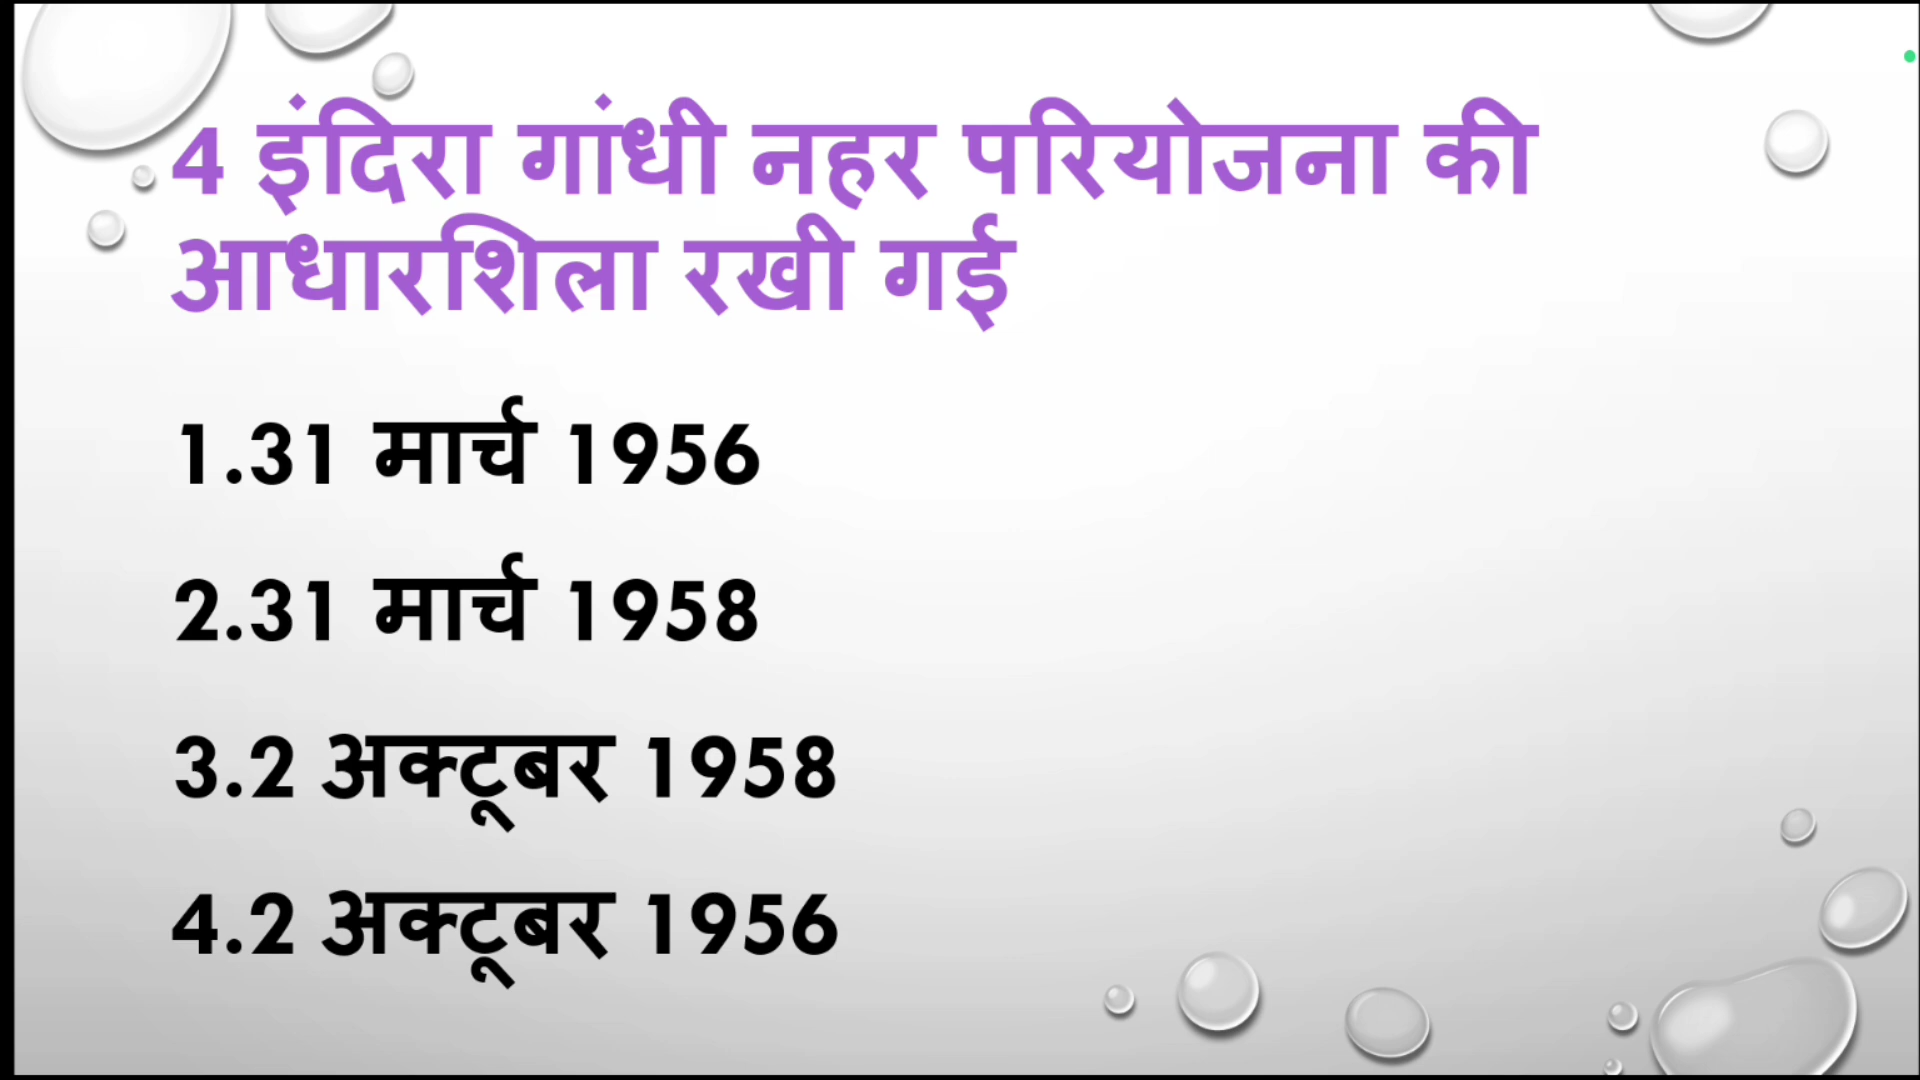 4 इंदिरा गांधी नहर परियोजना की
आधारशिला रखी गई
1.31 मार्च 1956
2.31 मार्च 1958
3.2 अक्टूबर 1958
4.2 अक्टूबर 1956